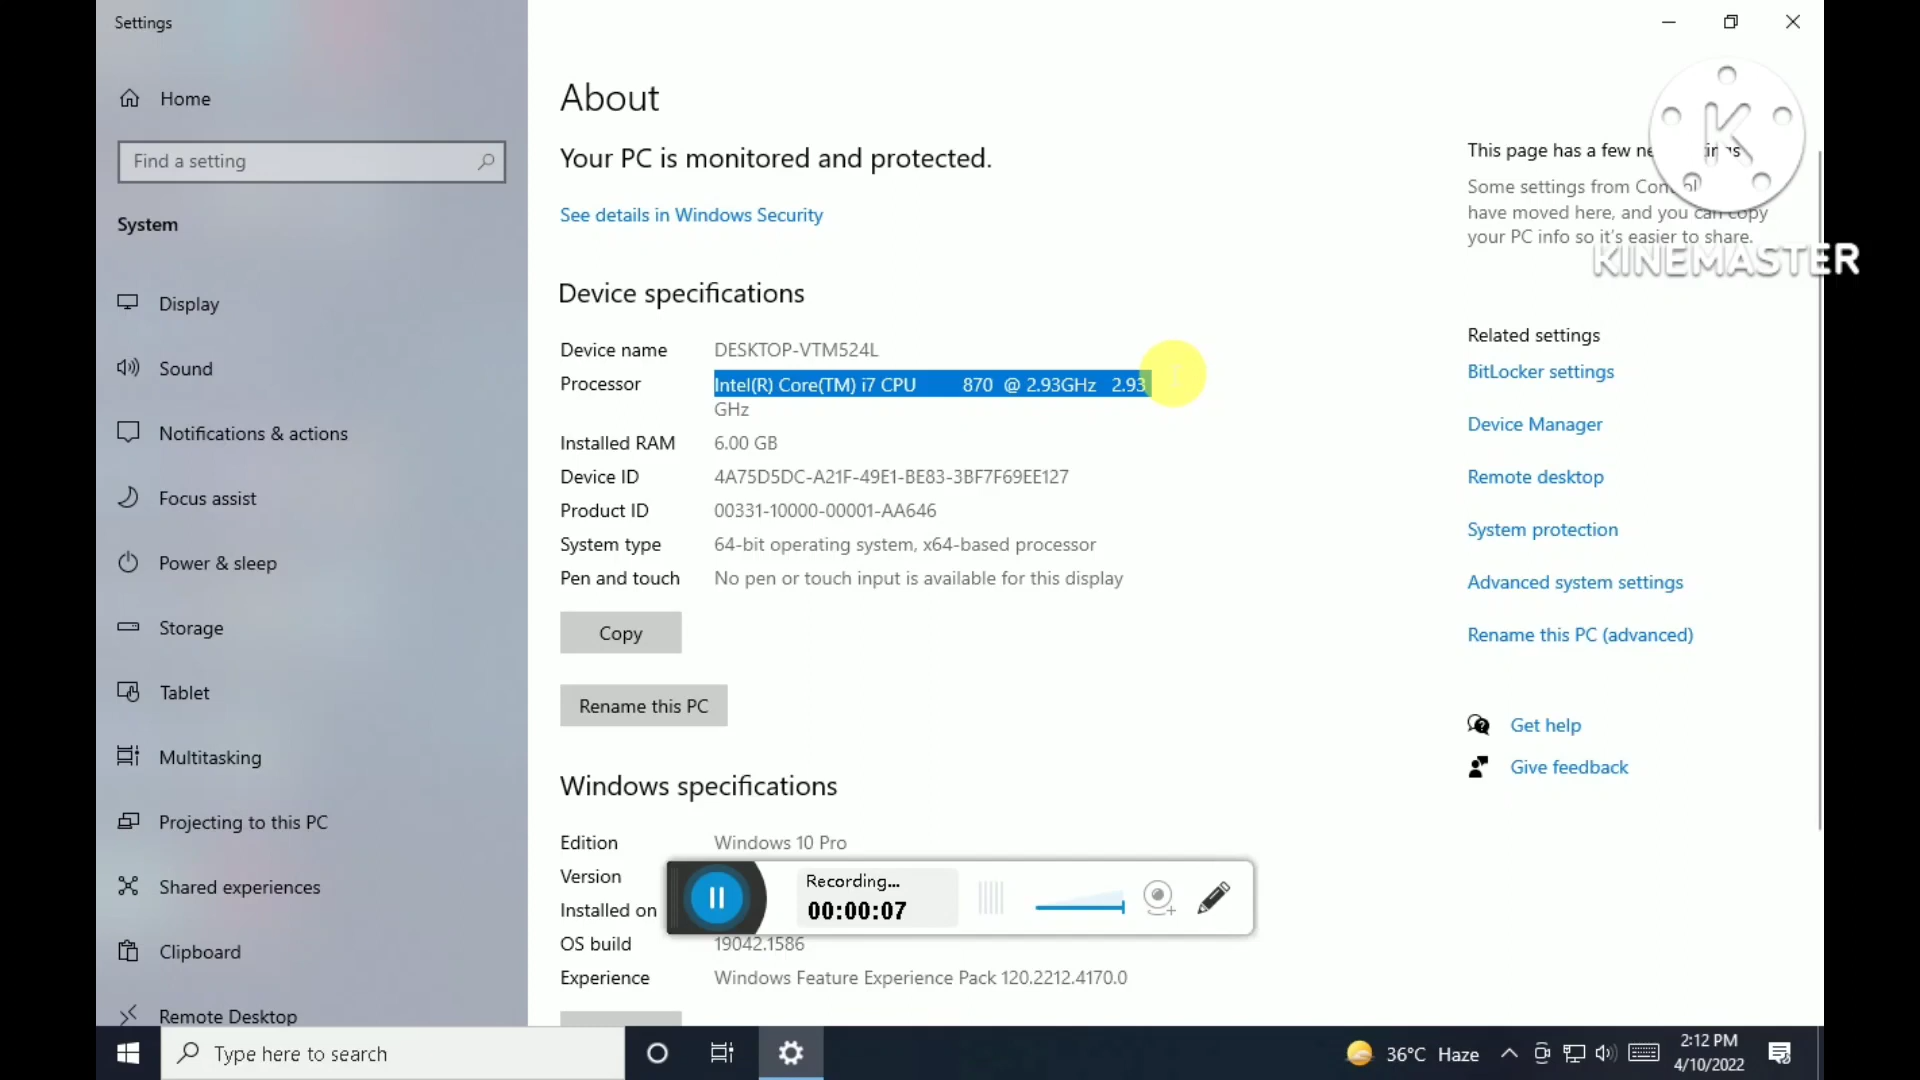 Settings
Home
Find a setting
System
Display
Sound
Notifications & actions
Focus assist
Power & sleep
Storage
Tablet
Multitasking
Projecting to this PC
Shared experiences
Clipboard
Remote Desktop
About
Your PC is monitored and protected.
See details in Windows Security
Device specifications
Device name DESKTOP-VTM524L
Processor Intel(R) Core(TM) i7 CPU 870 @ 2.93GHz 2.93
GHz
Installed RAM 6.00 GB
Device ID 4A75D5DC-A21F-49E1-BE83-3BF7F69EE127
Product ID 00331-10000-00001-AA646
System type 64-bit operating system, x64-based processor
Pen and touch No pen or touch input is available for this display
Copy
Rename this PC
Windows specifications
Edition Windows 10 Pro
Version
Installed on
OS build 19042.1586
Experience Windows Feature Experience Pack 120.2212.4170.0
Recording...
00:00:07
This page has a few
Some settings from
have moved here, and you can copy
your PC info so it's easier to share.
K
KINEMASTER
Related settings
BitLocker settings
Device Manager
Remote desktop
System protection
Advanced system settings
Rename this PC (advanced)
Get help
Give feedback
Type here to search
36°C Haze
2:12 PM
4/10/2022